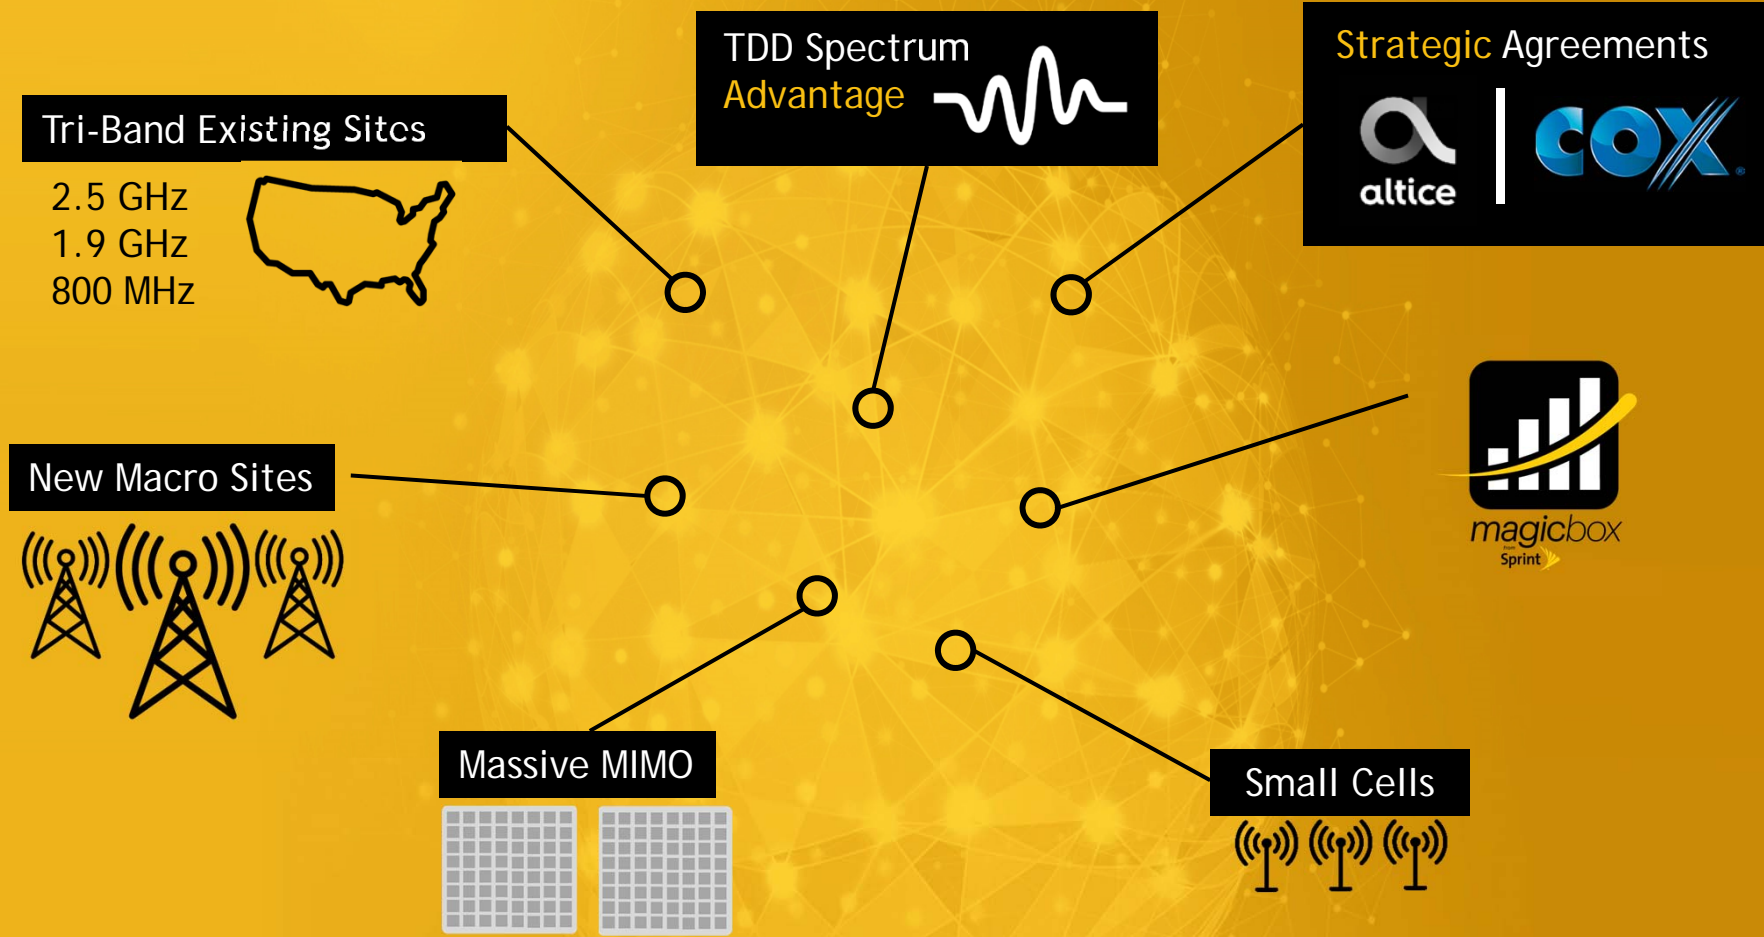 TDD Spectrum
Advantage
Strategic Agreements
altice
COX
Tri-Band Existing Sites
2.5 GHz
1.9 GHz
800 MHz
New Macro Sites
magicbox
from
Sprint
Massive MIMO
Small Cells